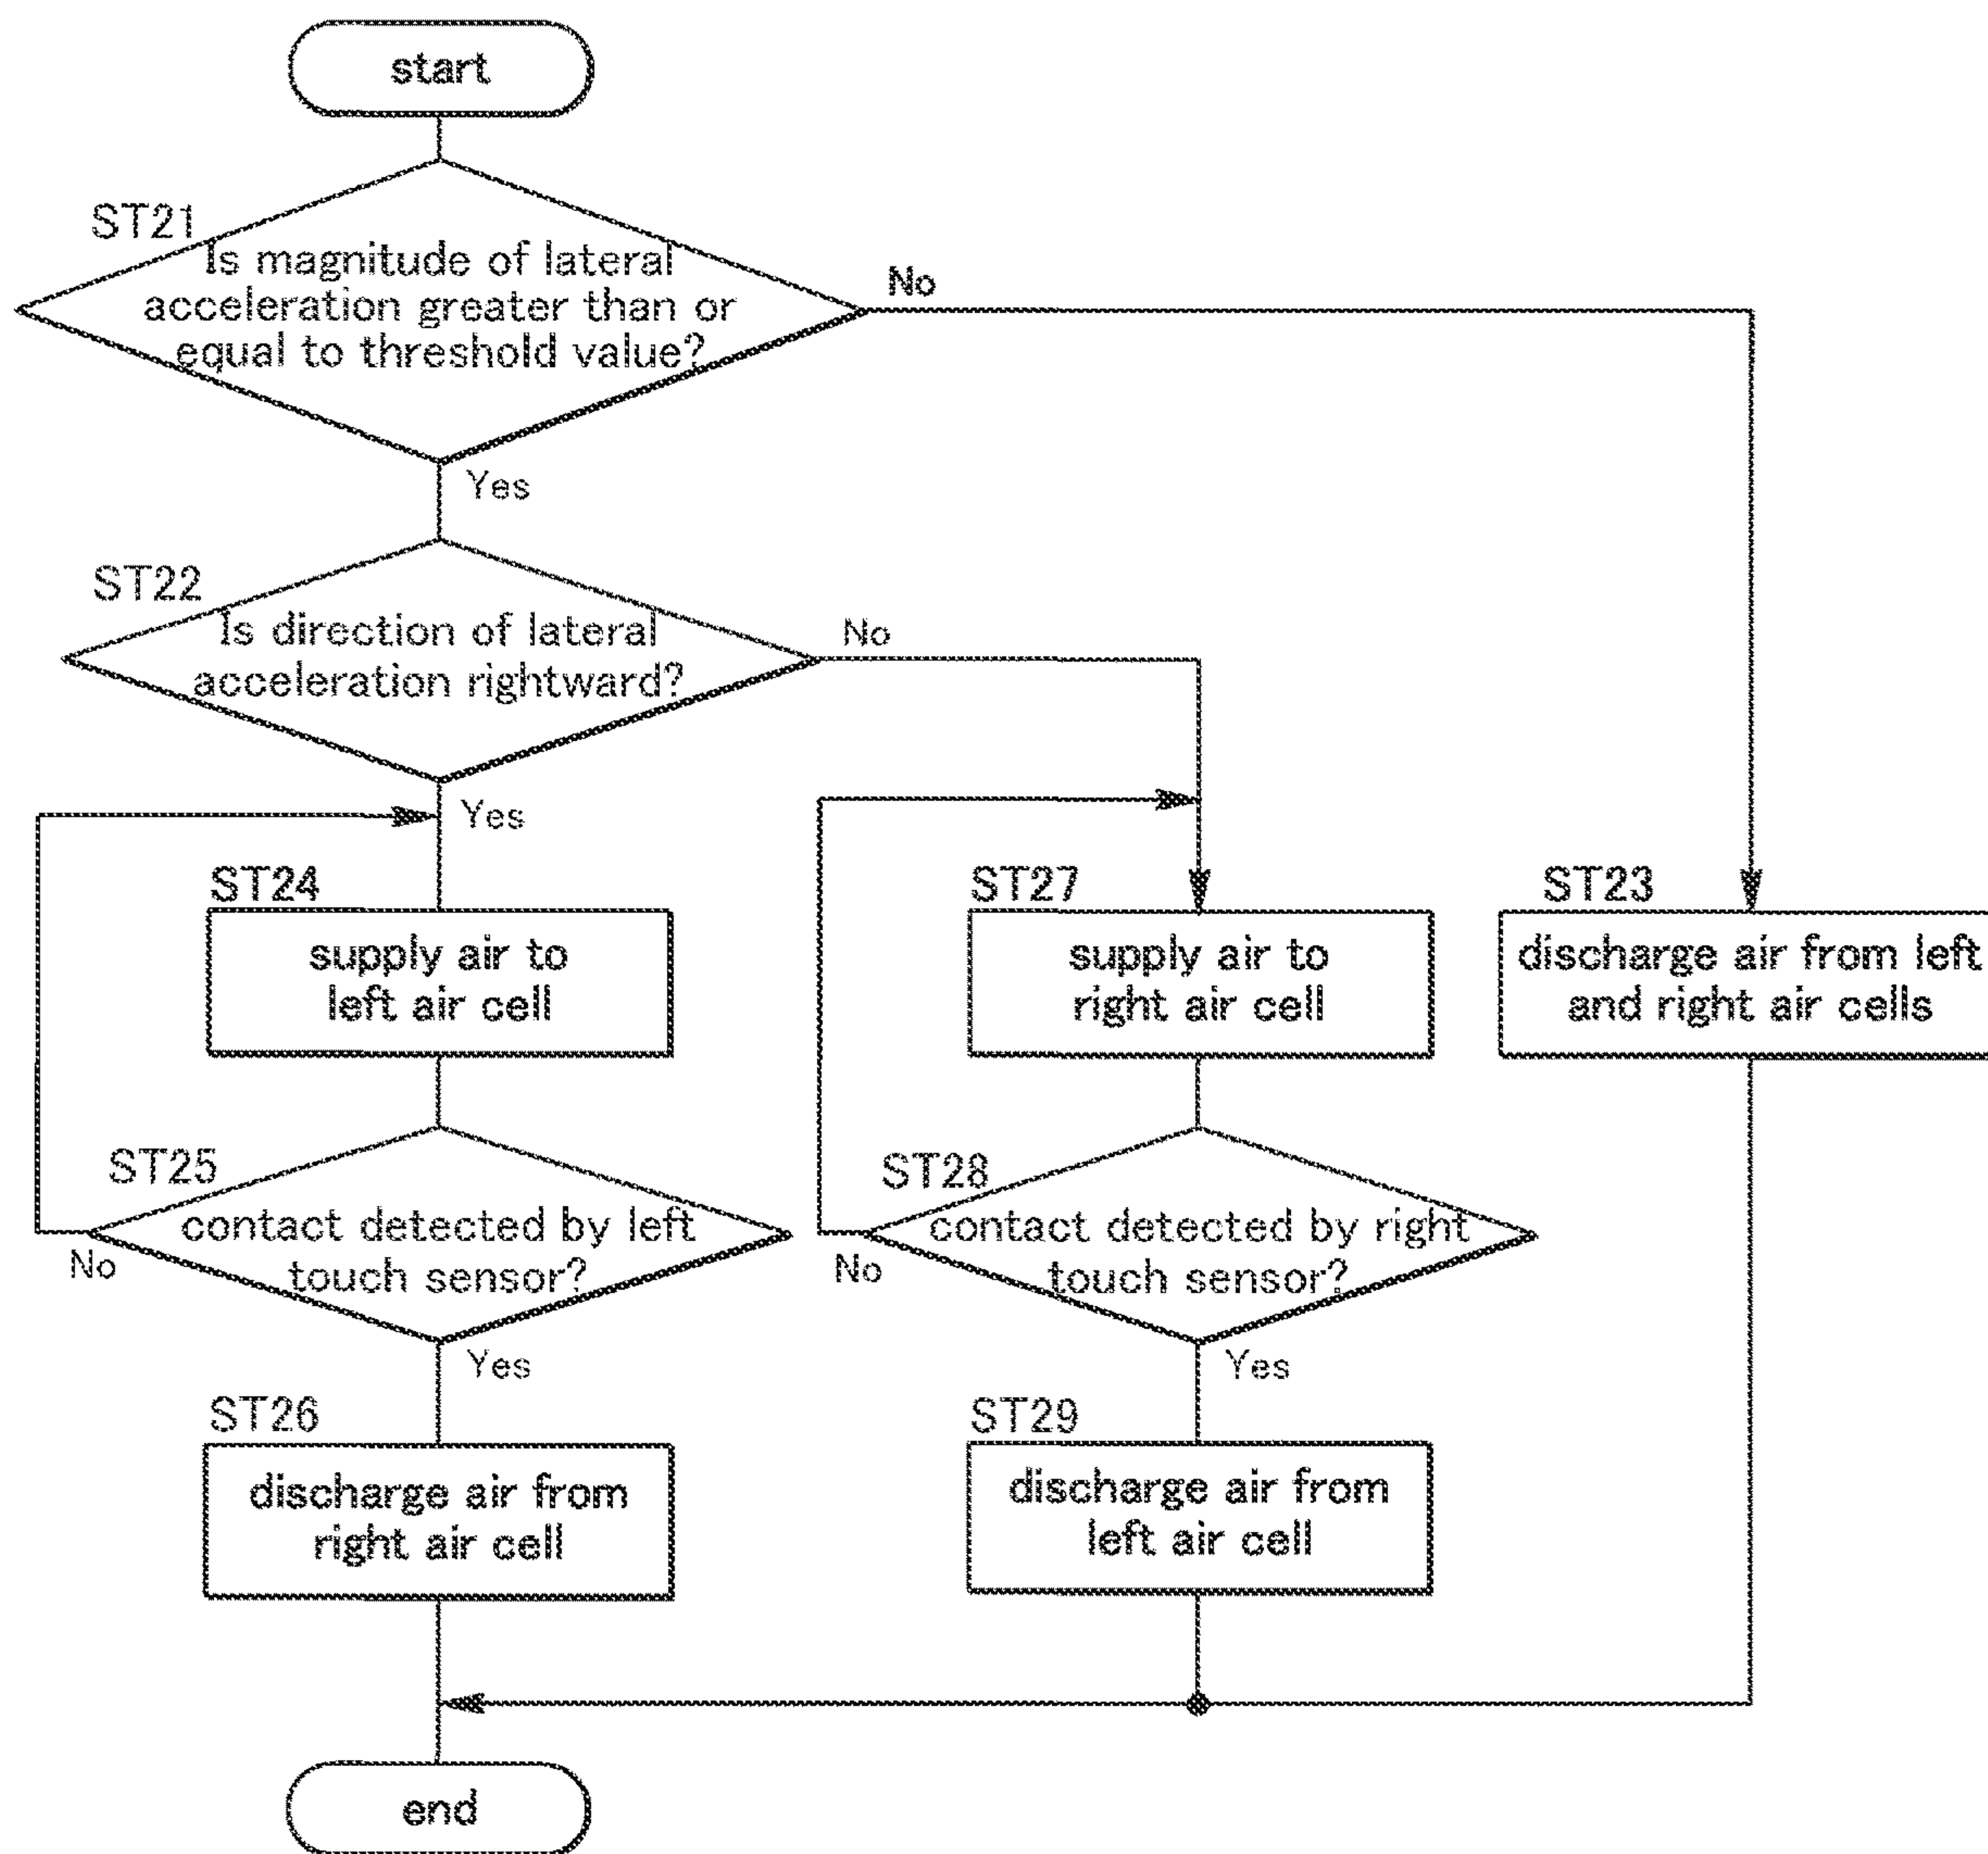 start
ST21
Is magnitude of lateral
acceleration greater than or
equal to threshold value?
No
Yes
ST22
Is direction of lateral
acceleration rightward?
No
Yes
ST24
supply air to
left air cell
ST27
supply air to
right air cell
ST23
discharge air from left
and right air cells
ST25
contact detected by left
touch sensor?
No
Yes
ST28
contact detected by right
touch sensor?
No
Yes
ST26
discharge air from
right air cell
ST29
discharge air from
left air cell
end